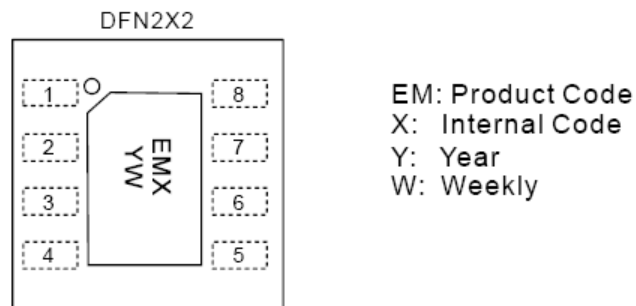 DFN2X2
1
8
2
7
3
6
4
5
EMX
YW
EM: Product Code
X: Internal Code
Y: Year
W: Weekly